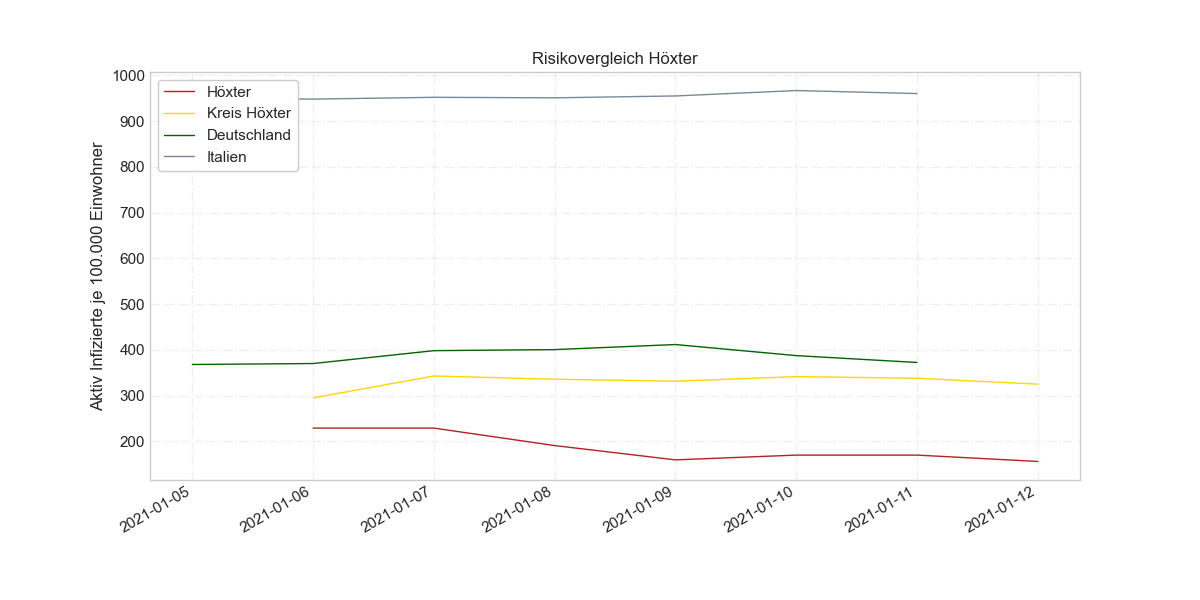 Risikovergleich Höxter
Höxter
Kreis Höxter
Deutschland
Italien
Aktiv Infizierte je 100.000 Einwohner
1000
900
800
700
600
500
400
300
200
2021-01-05
2021-01-06
2021-01-07
2021-01-08
2021-01-09
2021-01-10
2021-01-11
2021-01-12